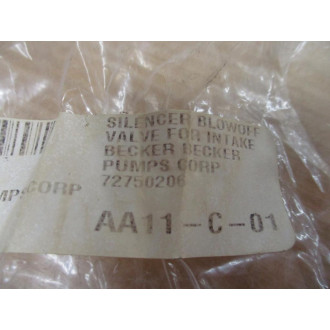 SILENCER BLOWOFF
VALVE FOR INTAKE
BECKER BECKER
PUMPS CORP
72750206
MPS CORP
AA11-C-01